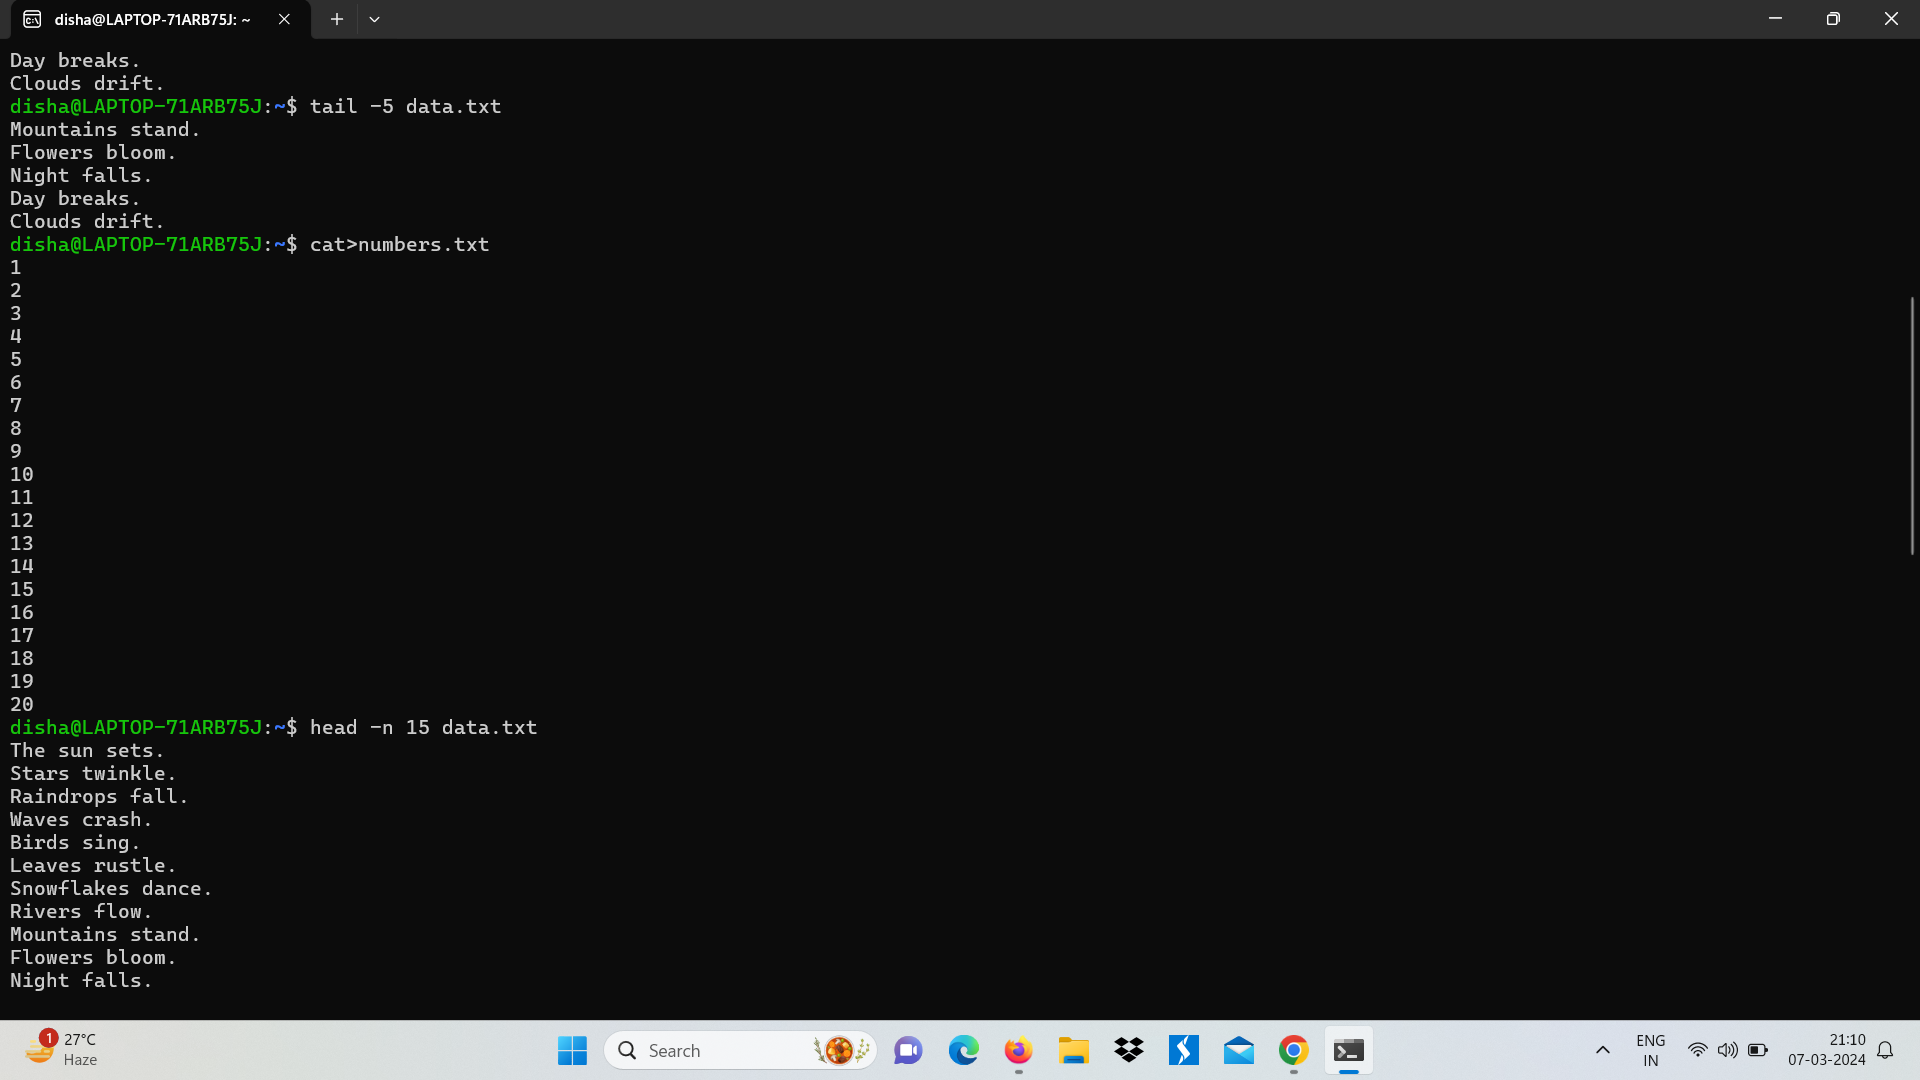 disha@LAPTOP-71ARB75J: ~
Day breaks.
Clouds drift.
disha@LAPTOP-71ARB75J:~$ tail -5 data.txt
Mountains stand.
Flowers bloom.
Night falls.
Day breaks.
Clouds drift.
disha@LAPTOP-71ARB75J:~$ cat>numbers.txt
1
2
3
4
5
6
7
8
9
10
11
12
13
14
15
16
17
18
19
20
disha@LAPTOP-71ARB75J:~$ head -n 15 data.txt
The sun sets.
Stars twinkle.
Raindrops fall.
Waves crash.
Birds sing.
Leaves rustle.
Snowflakes dance.
Rivers flow.
Mountains stand.
Flowers bloom.
Night falls.
1
27°C
Haze
Search
ENG
IN
21:10
07-03-2024